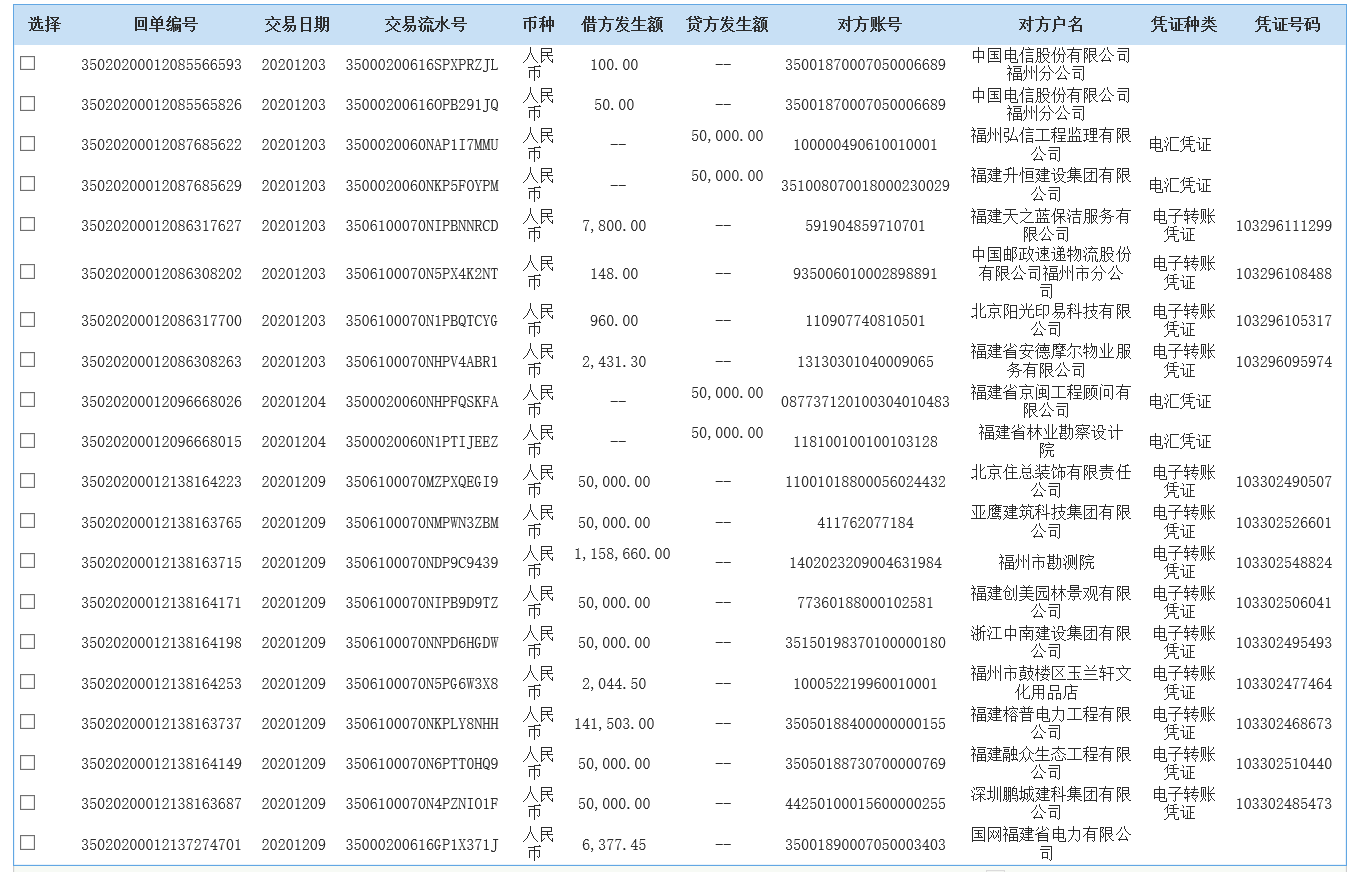 选择 回单编号 交易日期 交易流水号 币种 借方发生额 贷方发生额 对方账号 对方户名 凭证种类 凭证号码
35020200012085566593 20201203 35000200616SPXPRZJL 人民币 100.00 -- 35001870007050006689 中国电信股份有限公司福州分公司
35020200012085565826 20201203 35000200616OPB291JQ 人民币 50.00 -- 35001870007050006689 中国电信股份有限公司福州分公司
35020200012087685622 20201203 3500020060NAP1I7MMU 人民币 -- 50,000.00 100000490610010001 福州弘信工程监理有限公司 电汇凭证
35020200012087685629 20201203 3500020060NKP5FOYPM 人民币 -- 50,000.00 351008070018000230029 福建升恒建设集团有限公司 电汇凭证
35020200012086317627 20201203 3506100070NIPBNNRCD 人民币 7,800.00 -- 591904859710701 福建天之蓝保洁服务有限公司 电子转账凭证 103296111299
35020200012086308202 20201203 3506100070N5PX4K2NT 人民币 148.00 -- 935006010002898891 中国邮政速递物流股份有限公司福州市分公司 电子转账凭证 103296108488
35020200012086317700 20201203 3506100070N1PBQTCYG 人民币 960.00 -- 110907740810501 北京阳光印易科技有限公司 电子转账凭证 103296105317
35020200012086308263 20201203 3506100070NHPV4ABR1 人民币 2,431.30 -- 13130301040009065 福建省安德摩尔物业服务有限公司 电子转账凭证 103296095974
35020200012096668026 20201204 3500020060NHPFQSKFA 人民币 -- 50,000.00 087737120100304010483 福建省京闽工程顾问有限公司 电汇凭证
35020200012096668015 20201204 3500020060N1PTIJEEZ 人民币 -- 50,000.00 118100100100103128 福建省林业勘察设计院 电汇凭证
35020200012138164223 20201209 3506100070MZPXQEGI9 人民币 50,000.00 -- 11001018800056024432 北京住总装饰有限责任公司 电子转账凭证 103302490507
35020200012138163765 20201209 3506100070NMPWN3ZBM 人民币 50,000.00 -- 411762077184 亚鹰建筑科技集团有限公司 电子转账凭证 103302526601
35020200012138163715 20201209 3506100070NDP9C9439 人民币 1,158,660.00 -- 1402023209004631984 福州市勘测院 电子转账凭证 103302548824
35020200012138164171 20201209 3506100070NIPB9D9TZ 人民币 50,000.00 -- 77360188000102581 福建创美园林景观有限公司 电子转账凭证 103302506041
35020200012138164198 20201209 3506100070NNPD6HGDW 人民币 50,000.00 -- 35150198370100000180 浙江中南建设集团有限公司 电子转账凭证 103302495493
35020200012138164253 20201209 3506100070N5PG6W3X8 人民币 2,044.50 -- 100052219960010001 福州市鼓楼区玉兰轩文化用品店 电子转账凭证 103302477464
35020200012138163737 20201209 3506100070NKPLY8NHH 人民币 141,503.00 -- 35050188400000000155 福建榕普电力工程有限公司 电子转账凭证 103302468673
35020200012138164149 20201209 3506100070N6PTTOHQ9 人民币 50,000.00 -- 35050188730700000769 福建融众生态工程有限公司 电子转账凭证 103302510440
35020200012138163687 20201209 3506100070N4PZNIO1F 人民币 50,000.00 -- 44250100015600000255 深圳鹏城建科集团有限公司 电子转账凭证 103302485473
35020200012137274701 20201209 35000200616GP1X371J 人民币 6,377.45 -- 35001890007050003403 国网福建省电力有限公司